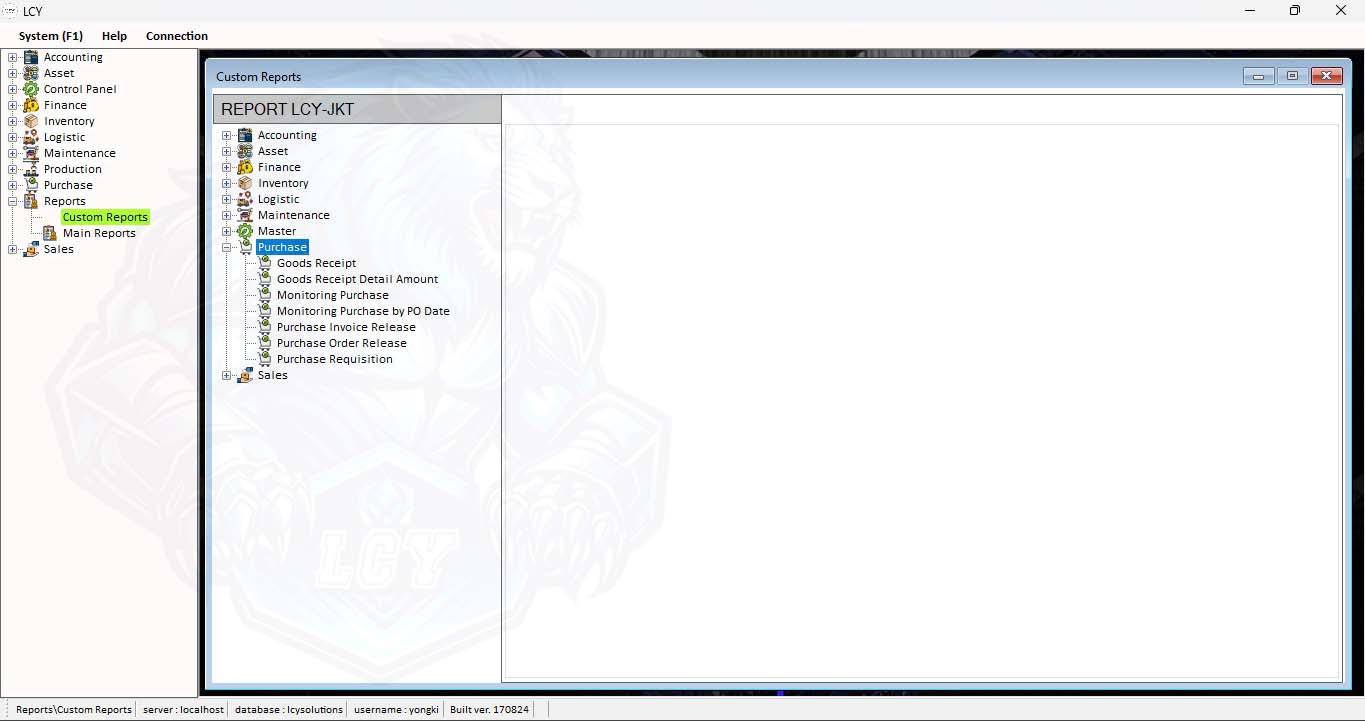 LCY
System (F1) Help Connection
Accounting
Asset
Control Panel
Finance
Inventory
Logistic
Maintenance
Production
Purchase
Reports
Custom Reports
Main Reports
Sales
Custom Reports
REPORT LCY-JKT
Accounting
Asset
Finance
Inventory
Logistic
Maintenance
Master
Purchase
Goods Receipt
Goods Receipt Detail Amount
Monitoring Purchase
Monitoring Purchase by PO Date
Purchase Invoice Release
Purchase Order Release
Purchase Requisition
Sales
LCY
Reports\Custom Reports server : localhost database : lcysolutions username : yongki Built ver. 170824